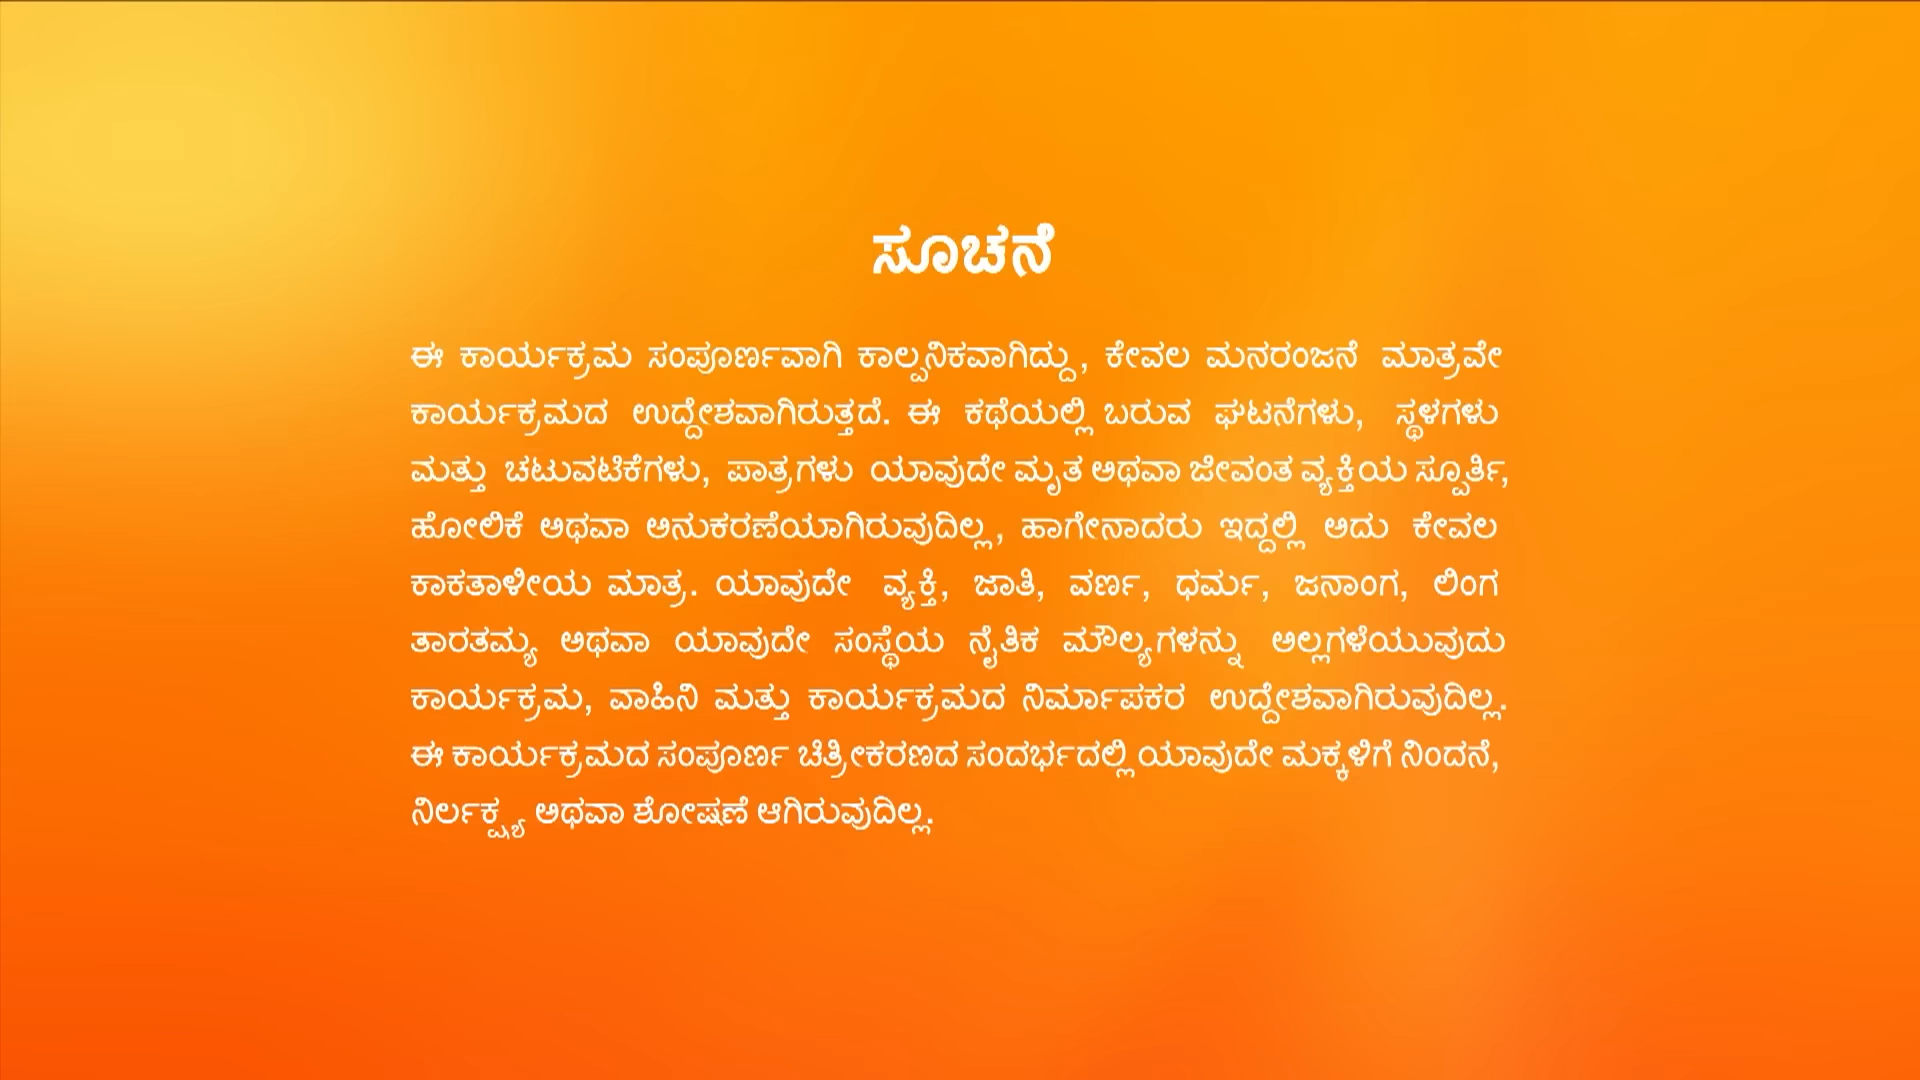 ಸೂಚನೆ
ಈ ಕಾರ್ಯಕ್ರಮ ಸಂಪೂರ್ಣವಾಗಿ ಕಾಲ್ಪನಿಕವಾಗಿದ್ದು, ಕೇವಲ ಮನರಂಜನೆ ಮಾತ್ರವೇ
ಕಾರ್ಯಕ್ರಮದ ಉದ್ದೇಶವಾಗಿರುತ್ತದೆ. ಈ ಕಥೆಯಲ್ಲಿ ಬರುವ ಘಟನೆಗಳು, ಸ್ಥಳಗಳು
ಮತ್ತು ಚಟುವಟಿಕೆಗಳು, ಪಾತ್ರಗಳು ಯಾವುದೇ ಮೃತ ಅಥವಾ ಜೀವಂತ ವ್ಯಕ್ತಿಯ ಸ್ಪೂರ್ತಿ,
ಹೋಲಿಕೆ ಅಥವಾ ಅನುಕರಣೆಯಾಗಿರುವುದಿಲ್ಲ, ಹಾಗೇನಾದರು ಇದ್ದಲ್ಲಿ ಅದು ಕೇವಲ
ಕಾಕತಾಳೀಯ ಮಾತ್ರ. ಯಾವುದೇ ವ್ಯಕ್ತಿ, ಜಾತಿ, ವರ್ಣ, ಧರ್ಮ, ಜನಾಂಗ, ಲಿಂಗ
ತಾರತಮ್ಯ ಅಥವಾ ಯಾವುದೇ ಸಂಸ್ಥೆಯ ನೈತಿಕ ಮೌಲ್ಯಗಳನ್ನು ಅಲ್ಲಗಳೆಯುವುದು
ಕಾರ್ಯಕ್ರಮ, ವಾಹಿನಿ ಮತ್ತು ಕಾರ್ಯಕ್ರಮದ ನಿರ್ಮಾಪಕರ ಉದ್ದೇಶವಾಗಿರುವುದಿಲ್ಲ.
ಈ ಕಾರ್ಯಕ್ರಮದ ಸಂಪೂರ್ಣ ಚಿತ್ರೀಕರಣದ ಸಂದರ್ಭದಲ್ಲಿ ಯಾವುದೇ ಮಕ್ಕಳಿಗೆ ನಿಂದನೆ,
ನಿರ್ಲಕ್ಷ್ಯ ಅಥವಾ ಶೋಷಣೆ ಆಗಿರುವುದಿಲ್ಲ.